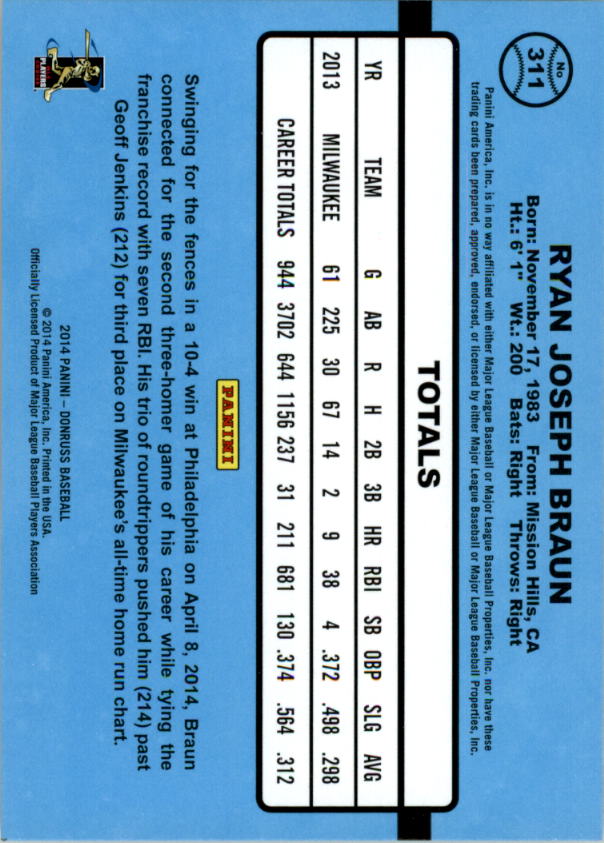 No
311
RYAN JOSEPH BRAUN
Born: November 17, 1983 From: Mission Hills, CA
Ht.: 6' 1" Wt.: 200 Bats: Right Throws: Right
Panini America, Inc. is in no way affiliated with either Major League Baseball or Major League Baseball Properties, Inc. nor have these
trading cards been prepared, approved, endorsed, or licensed by either Major League Baseball or Major League Baseball Properties, Inc.
TOTALS
YR TEAM G AB R H 2B 3B HR RBI SB OBP SLG AVG
2013 MILWAUKEE 61 225 30 67 14 2 9 38 4 .372 .498 .298
CAREER TOTALS 944 3702 644 1156 237 31 211 681 130 .374 .564 .312
PANINI
Swinging for the fences in a 10-4 win at Philadelphia on April 8, 2014, Braun
connected for the second three-homer game of his career while tying the
franchise record with seven RBI. His trio of roundtrippers pushed him (214) past
Geoff Jenkins (212) for third place on Milwaukee's all-time home run chart.
PLAYERS
2014 PANINI - DONRUSS BASEBALL
© 2014 Panini America, Inc. Printed in the USA.
Officially Licensed Product of Major League Baseball Players Association